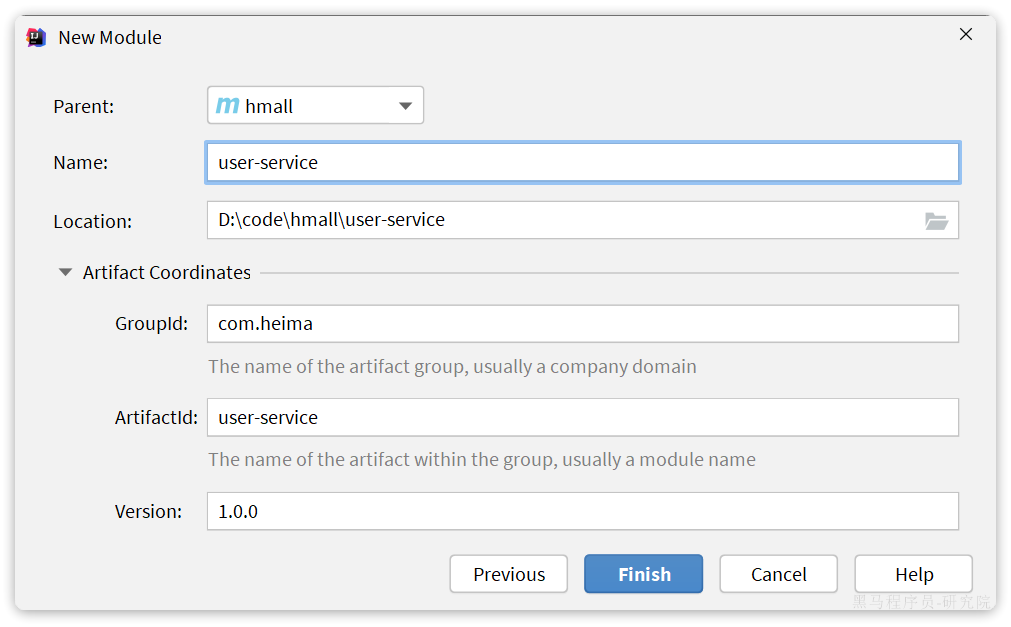 New Module
Parent: hmall
Name: user-service
Location: D:\code\hmall\user-service
Artifact Coordinates
GroupId: com.heima
The name of the artifact group, usually a company domain
ArtifactId: user-service
The name of the artifact within the group, usually a module name
Version: 1.0.0
Previous Finish Cancel Help
黑马程序员-研究院